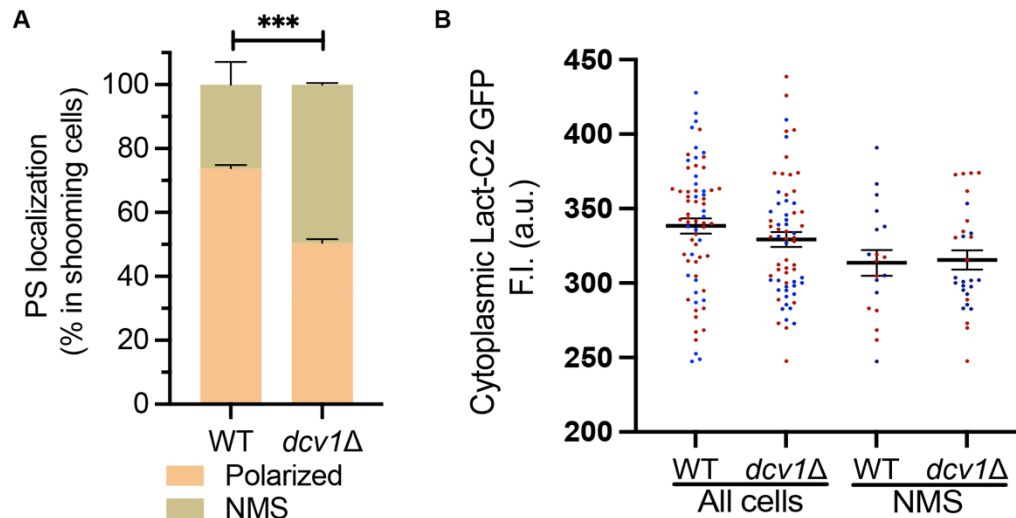 A
***
PS localization
(% in shooming cells)
100
80
60
40
20
0
WT
dcv1Δ
Polarized
NMS
B
Cytoplasmic Lact-C2 GFP
F.I. (a.u.)
450
400
350
300
250
200
WT
dcv1Δ
WT
dcv1Δ
All cells
NMS